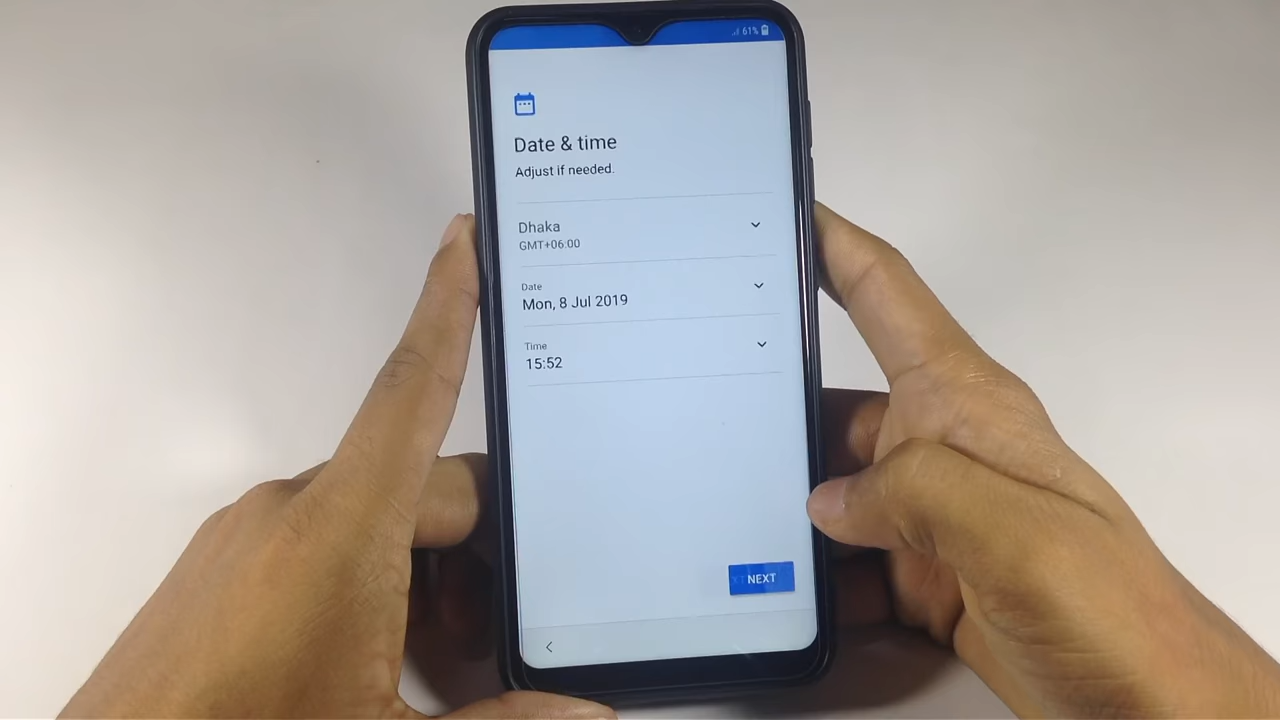 61%
Date & time
Adjust if needed.
Dhaka
GMT+06:00
Date
Mon, 8 Jul 2019
Time
15:52
NEXT